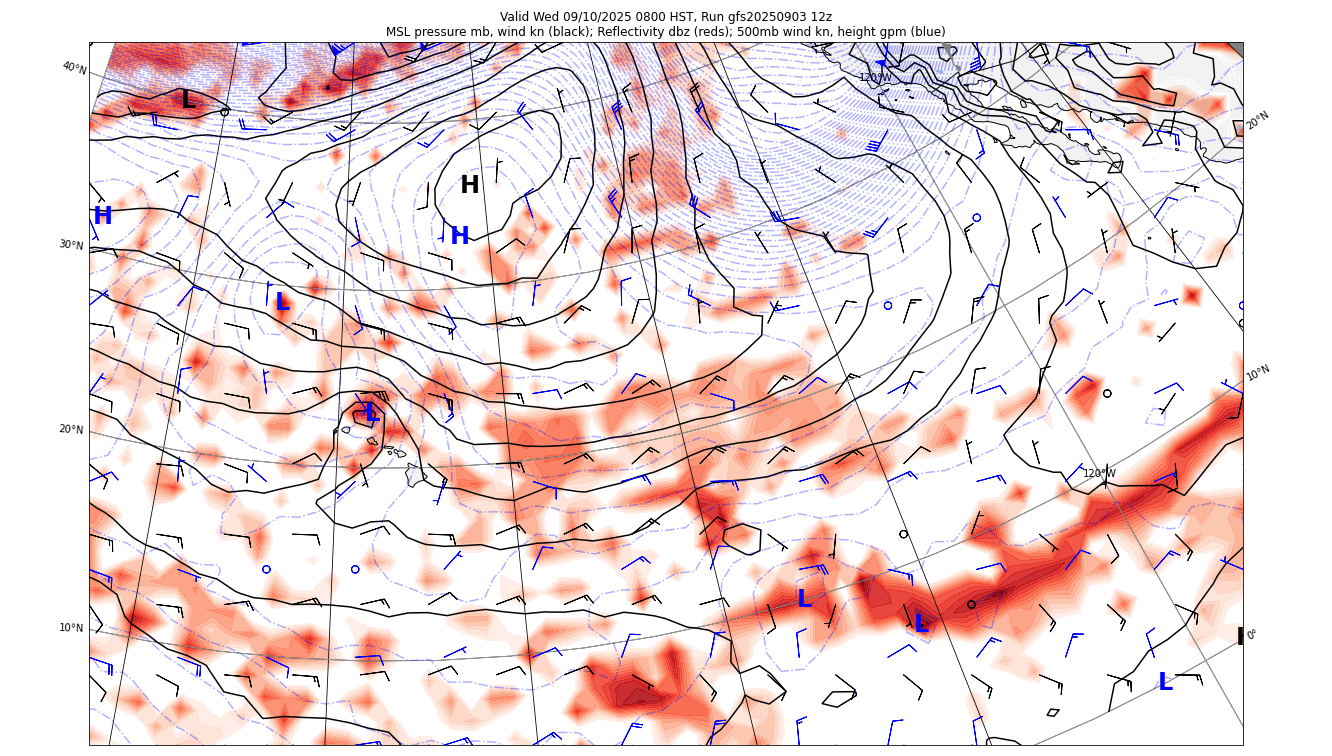 Valid Wed 09/10/2025 0800 HST, Run gfs20250903 12z
MSL pressure mb, wind kn (black); Reflectivity dbz (reds); 500mb wind kn, height gpm (blue)
40°N
120°W
20°N
L
H
H
H
30°N
L
10°N
L
20°N
120°W
L
L
10°N
0°
L